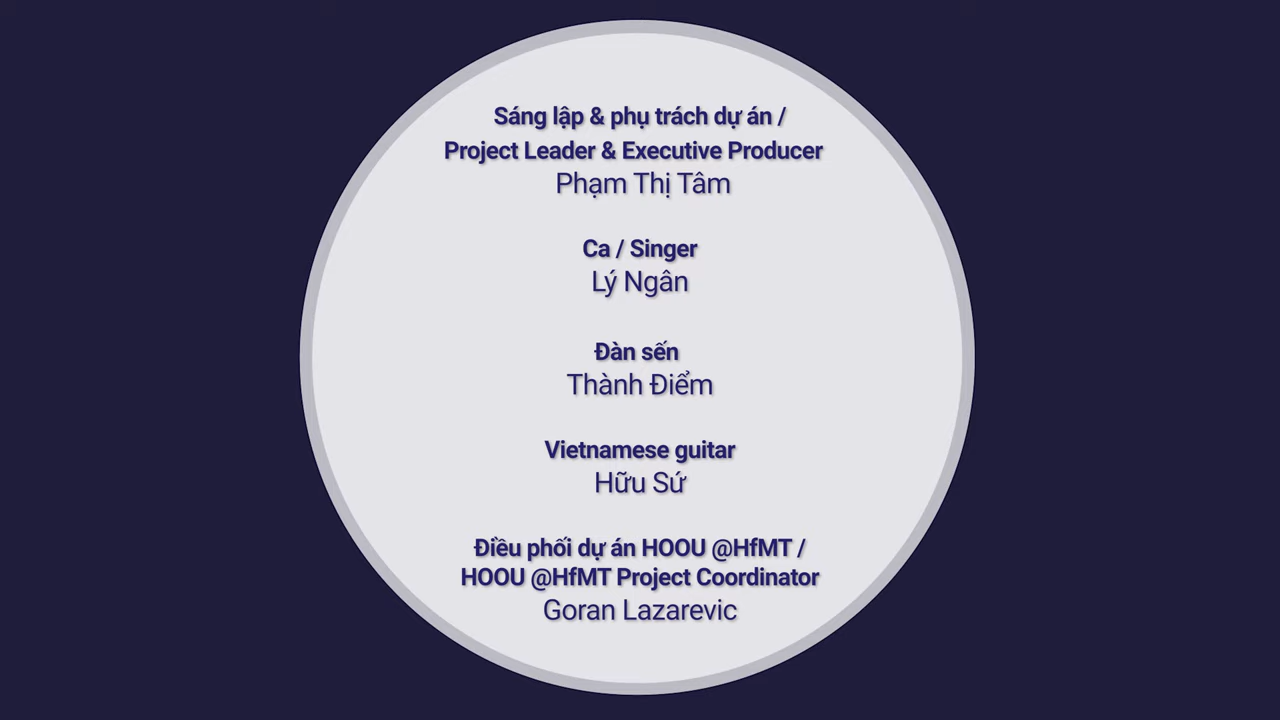 Sáng lập & phụ trách dự án /
Project Leader & Executive Producer
Phạm Thị Tâm
Ca / Singer
Lý Ngân
Đàn sến
Thành Điểm
Vietnamese guitar
Hữu Sứ
Điều phối dự án HOOU @HfMT /
HOOU @HfMT Project Coordinator
Goran Lazarevic